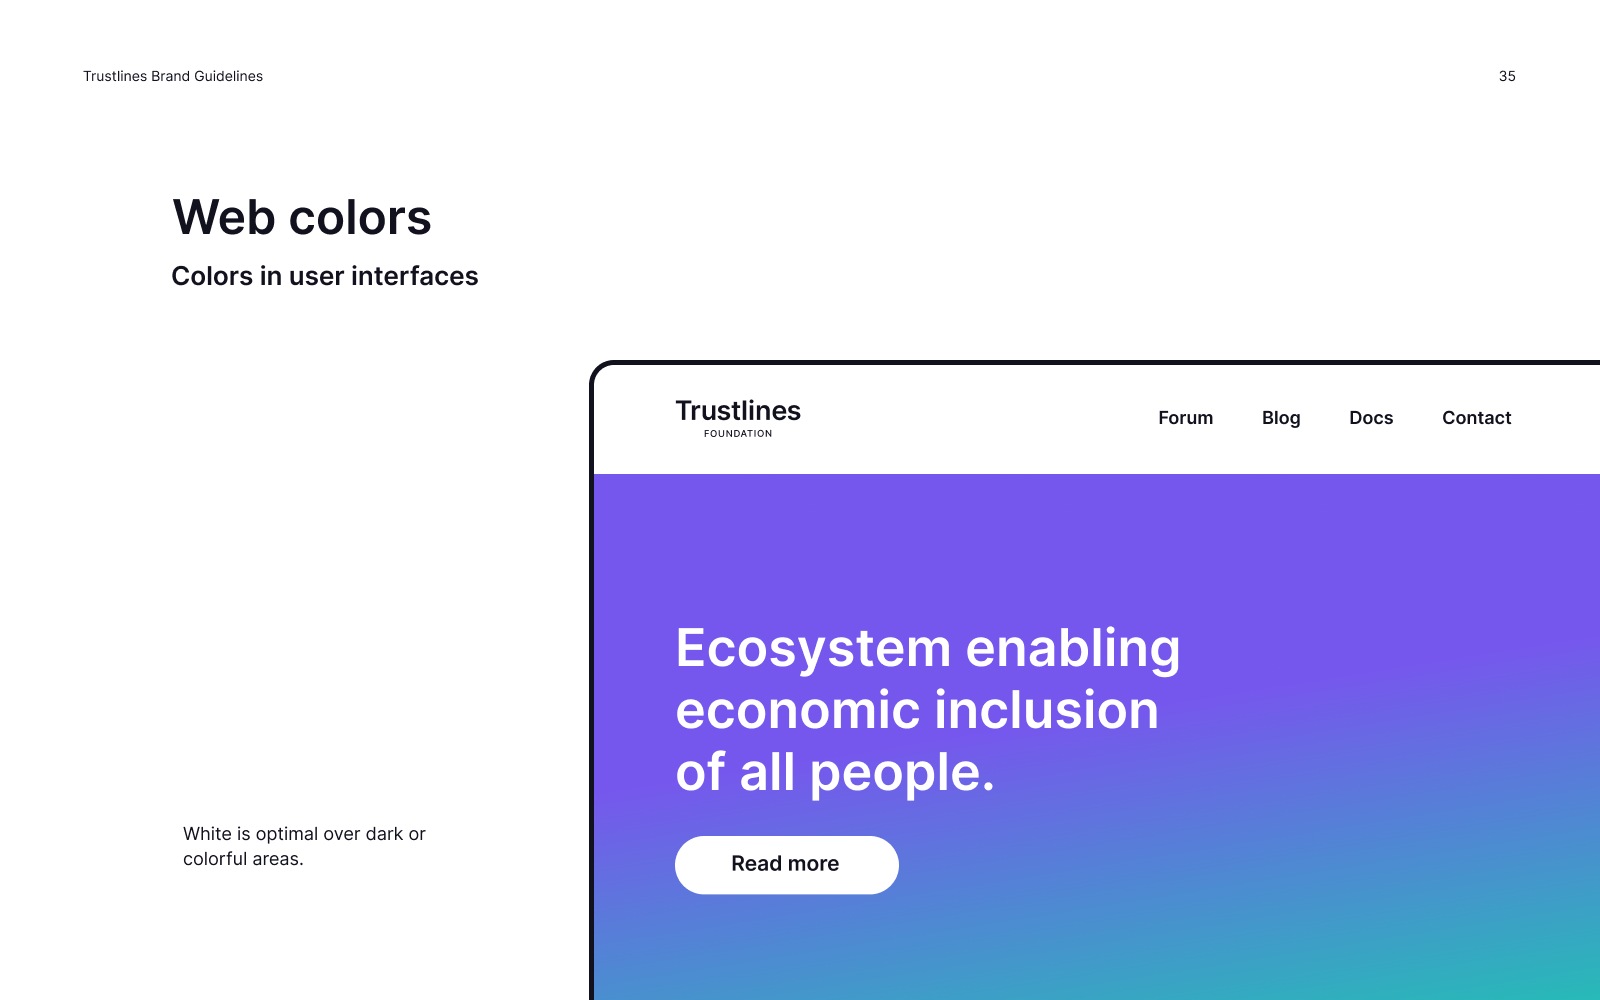 Trustlines Brand Guidelines
35
Web colors
Colors in user interfaces
Trustlines
FOUNDATION
Forum
Blog
Docs
Contact
Ecosystem enabling
economic inclusion
of all people.
Read more
White is optimal over dark or
colorful areas.